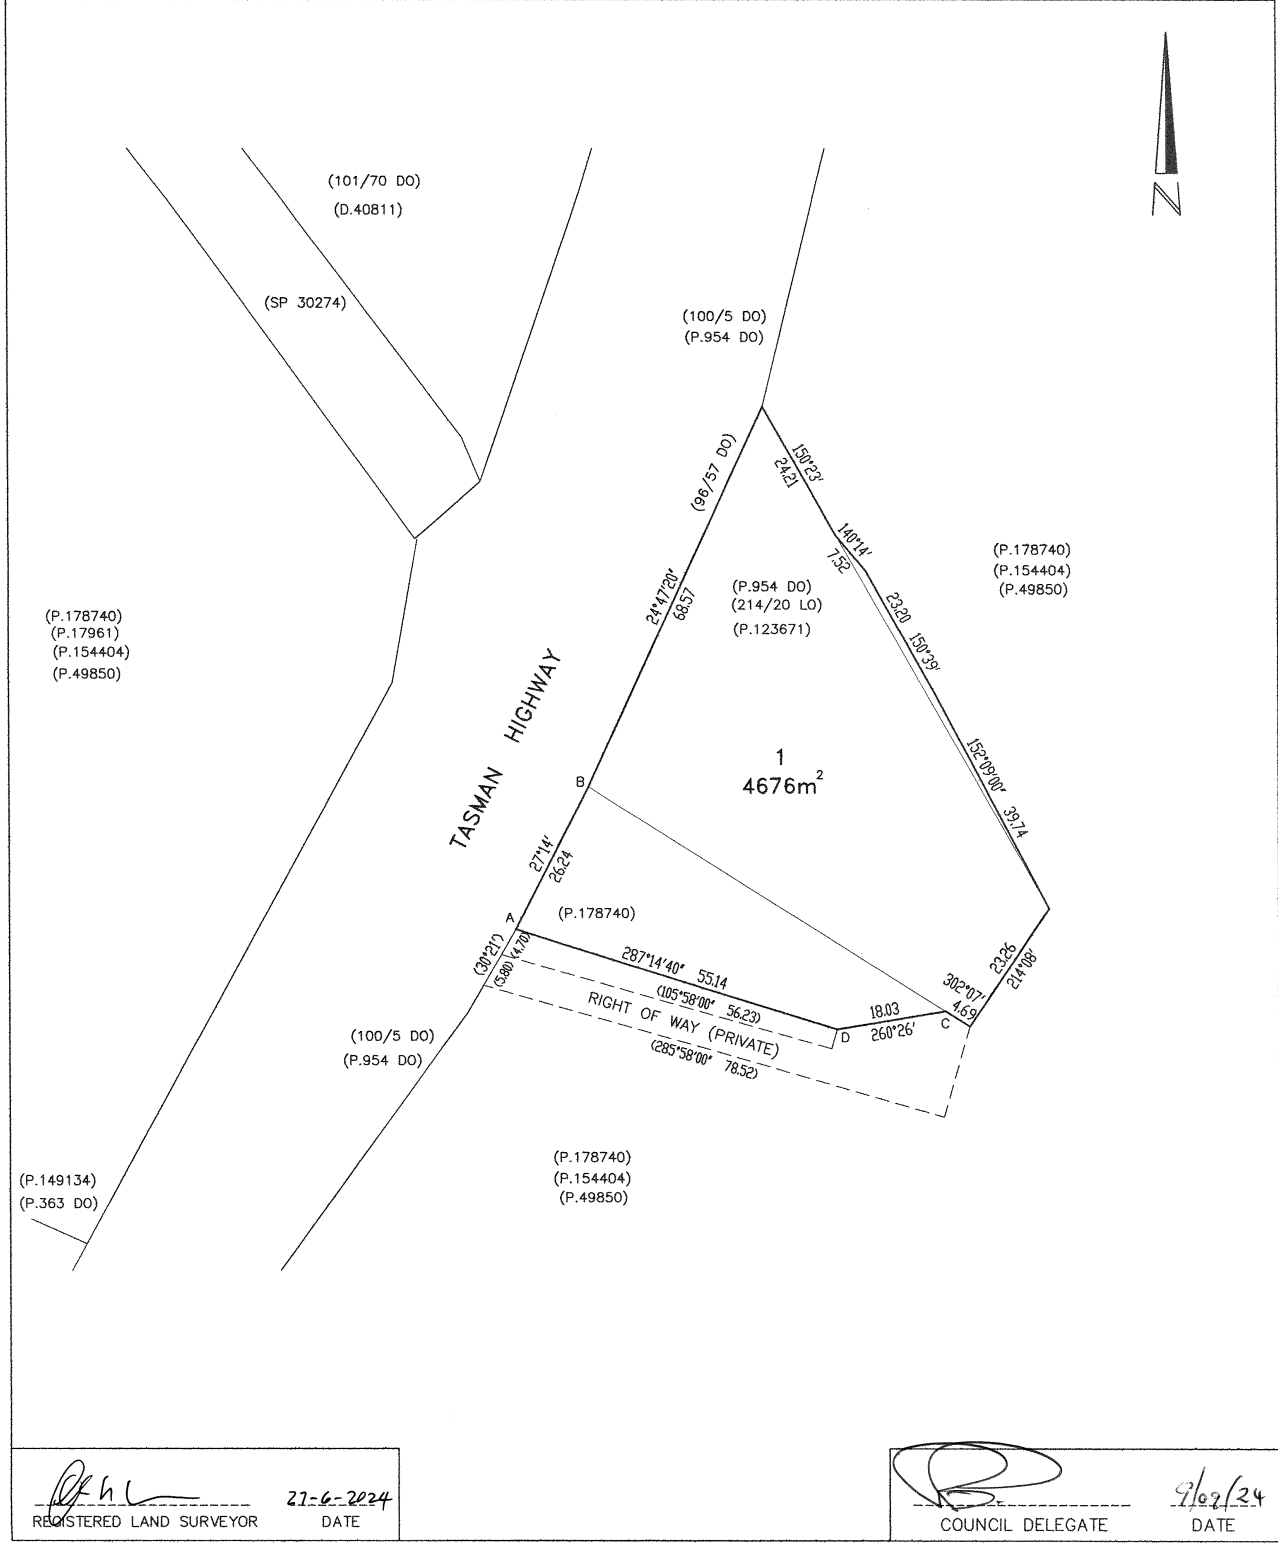 N
(101/70 DO)
(D.40811)
(SP 30274)
(100/5 DO)
(P.954 DO)
(96/57 DO)
150°23'
24.21
140°14'
7.52
(P.178740)
(P.154404)
(P.49850)
24°47'20"
68.57
(P.954 DO)
(214/20 LO)
(P.123671)
23.20
150°39'
(P.178740)
(P.17961)
(P.154404)
(P.49850)
TASMAN HIGHWAY
1
4676m²
152°09'00"
39.74
B
27°14'
26.24
A
(P.178740)
(30°21')
(5.80)
(4.70)
287°14'40" 55.14
(105°58'00" 56.23)
RIGHT OF WAY (PRIVATE)
(285°58'00" 78.52)
D
18.03
260°26'
C
302°07'
4.69
23.26
214°08'
(100/5 DO)
(P.954 DO)
(P.178740)
(P.154404)
(P.49850)
(P.149134)
(P.363 DO)
27-6-2024
REGISTERED LAND SURVEYOR DATE
9/09/24
COUNCIL DELEGATE DATE